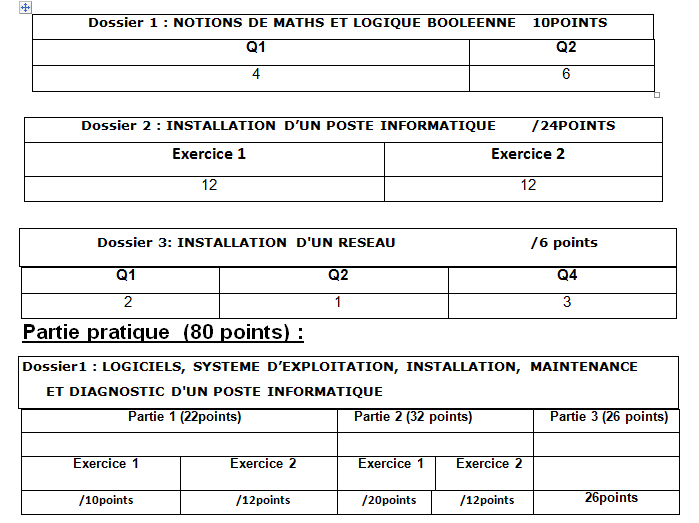 Dossier 1 : NOTIONS DE MATHS ET LOGIQUE BOOLEENNE 10POINTS
Q1 Q2
4 6
Dossier 2 : INSTALLATION D’UN POSTE INFORMATIQUE /24POINTS
Exercice 1 Exercice 2
12 12
Dossier 3: INSTALLATION D'UN RESEAU /6 points
Q1 Q2 Q4
2 1 3
Partie pratique (80 points) :
Dossier1 : LOGICIELS, SYSTEME D’EXPLOITATION, INSTALLATION, MAINTENANCE
ET DIAGNOSTIC D'UN POSTE INFORMATIQUE
Partie 1 (22points) Partie 2 (32 points) Partie 3 (26 points)
Exercice 1 Exercice 2 Exercice 1 Exercice 2
/10points /12points /20points /12points 26points